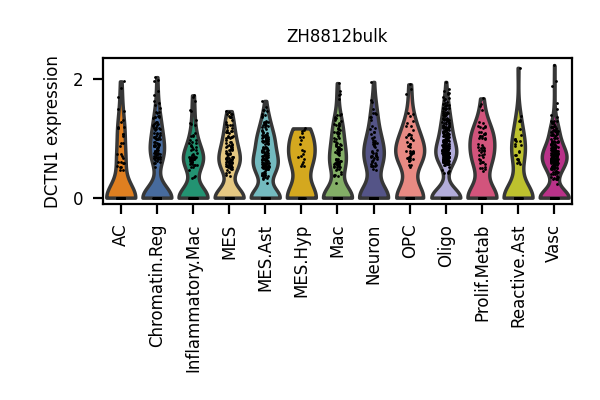 ZH8812bulk
DCTN1 expression
2
0
AC
Chromatin.Reg
Inflammatory.Mac
MES
MES.Ast
MES.Hyp
Mac
Neuron
OPC
Oligo
Prolif.Metab
Reactive.Ast
Vasc